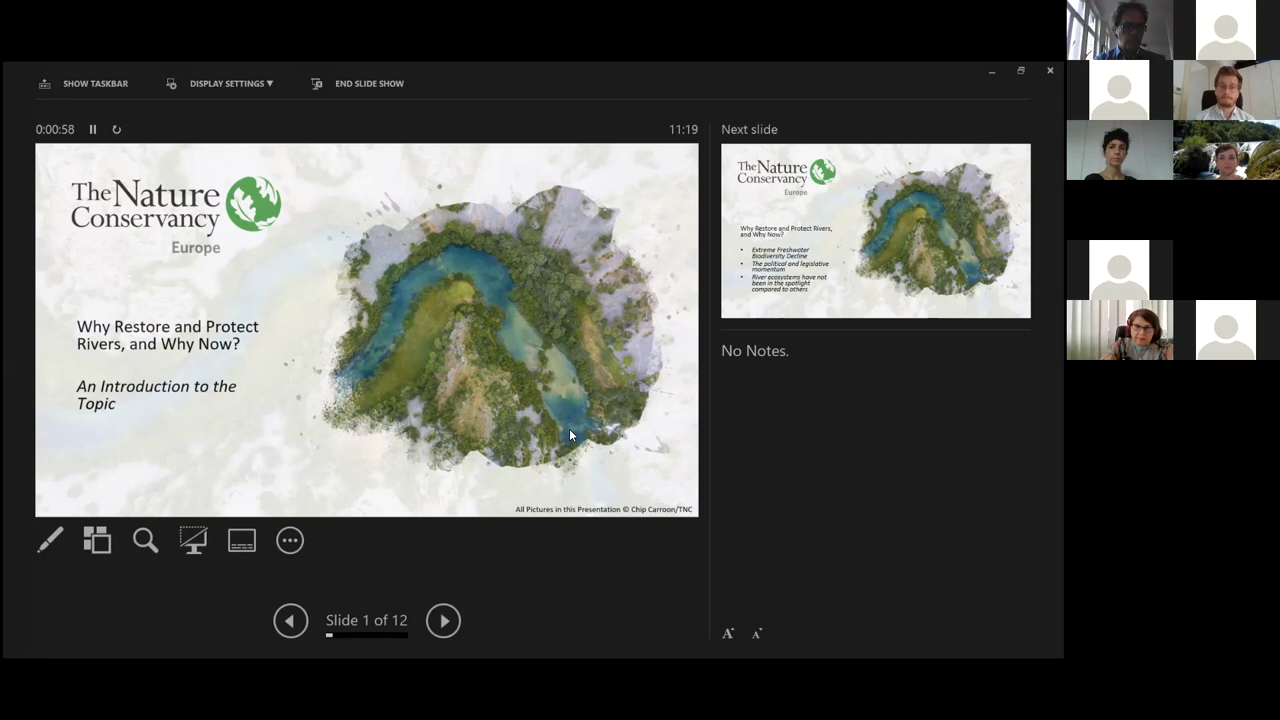 SHOW TASKBAR
DISPLAY SETTINGS ▼
END SLIDE SHOW
0:00:58
11:19
Next slide
The Nature
Conservancy
Europe
Why Restore and Protect
Rivers, and Why Now?
An Introduction to the
Topic
All Pictures in this Presentation © Chip Carroon/TNC
The Nature
Conservancy
Europe
Why Restore and Protect Rivers,
and Why Now?
• Extreme Freshwater
Biodiversity Decline
• The political and legislative
momentum
• River ecosystems have not
been in the spotlight
compared to others
No Notes.
Slide 1 of 12
A A